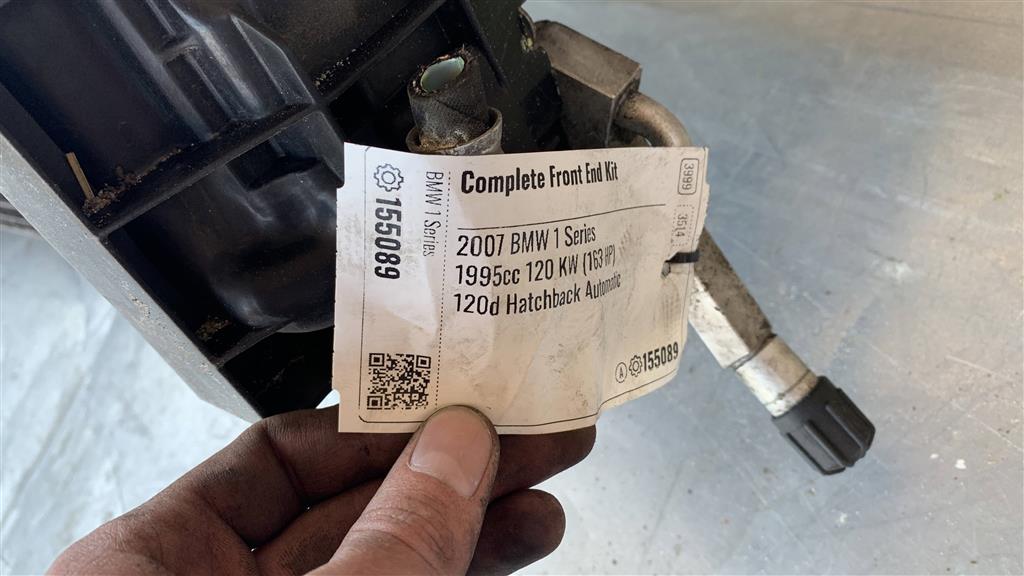 Complete Front End Kit
2007 BMW 1 Series
1995cc 120 KW (163 HP)
120d Hatchback Automatic
155089
BMW 1 Series
3999
3514
A 155089